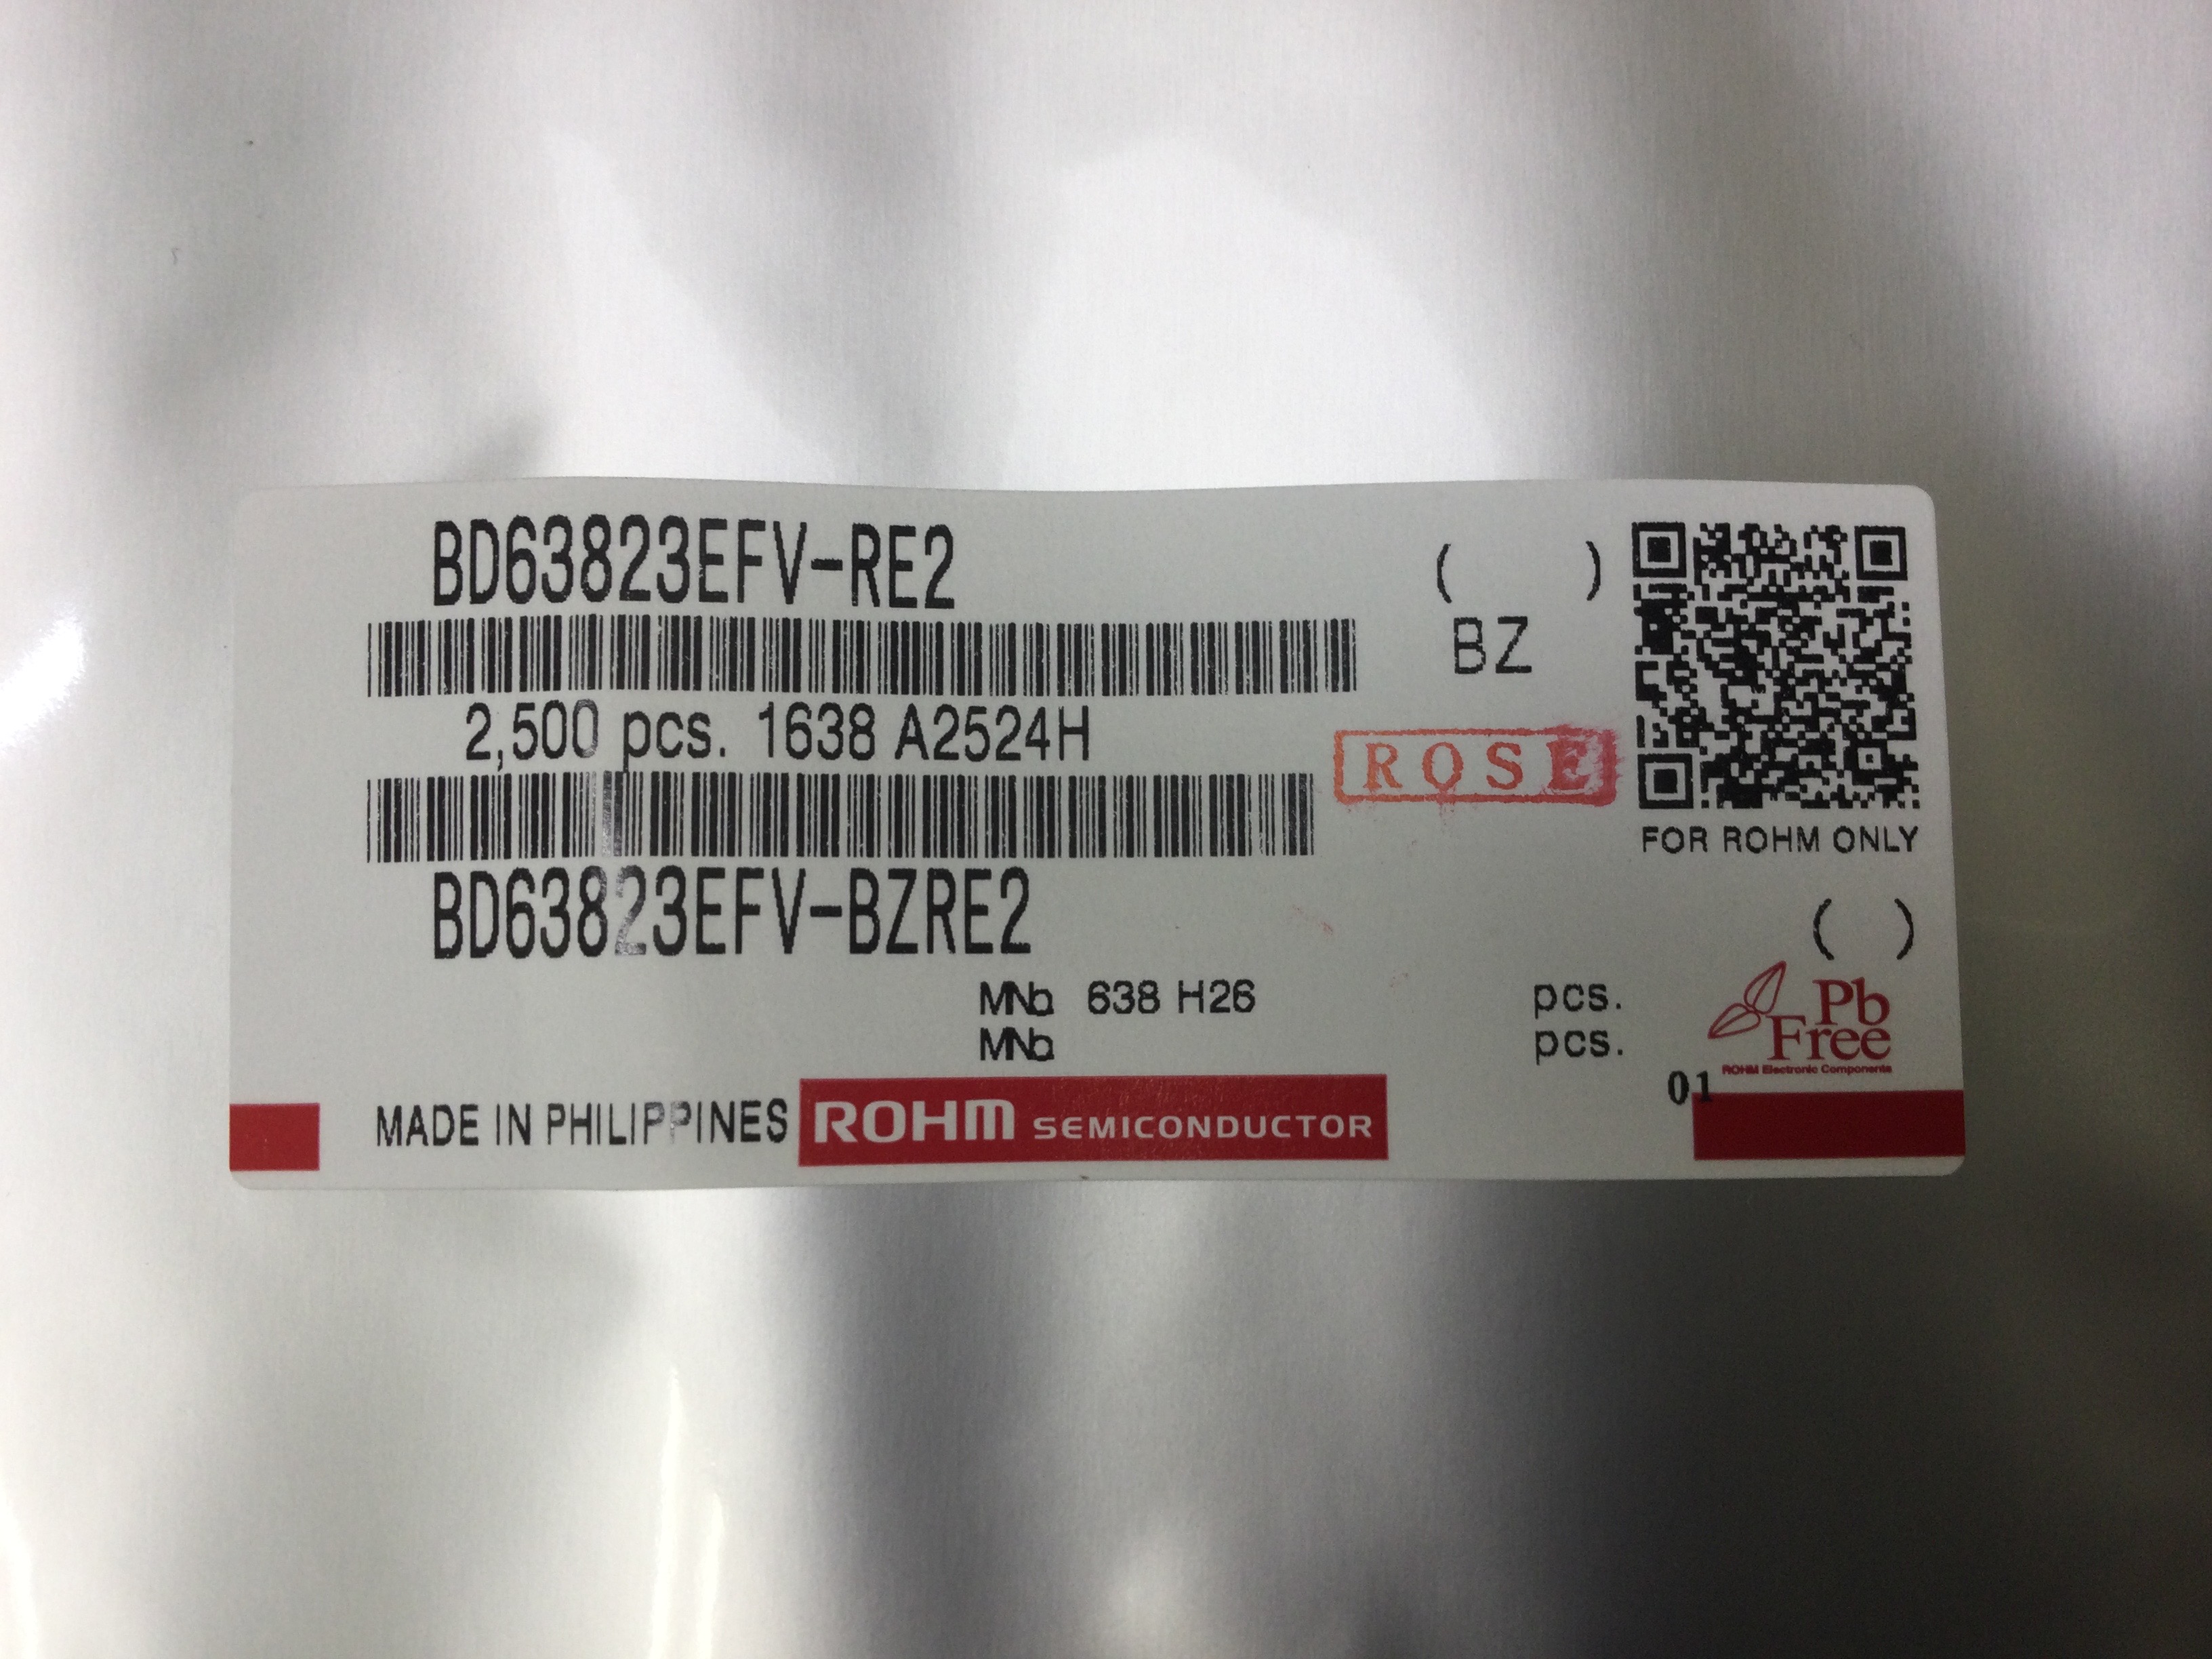 BD63823EFV-RE2
( )
BZ
2,500 pcs. 1638 A2524H
ROSE
FOR ROHM ONLY
BD63823EFV-BZRE2
( )
MNo. 638 H26 pcs.
MNo. pcs.
Pb
Free
ROHM Electronic Components
01
MADE IN PHILIPPINES
ROHM SEMICONDUCTOR